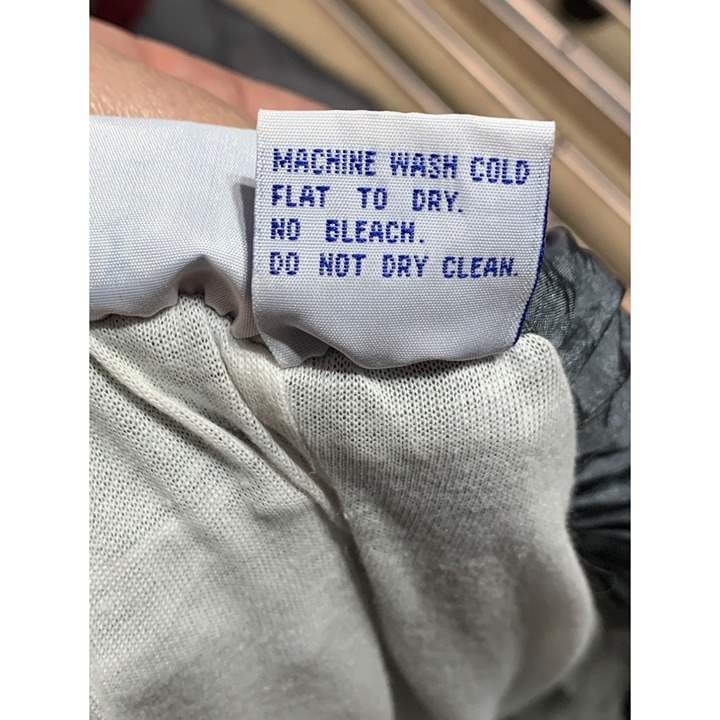 MACHINE WASH COLD
FLAT TO DRY.
NO BLEACH.
DO NOT DRY CLEAN.